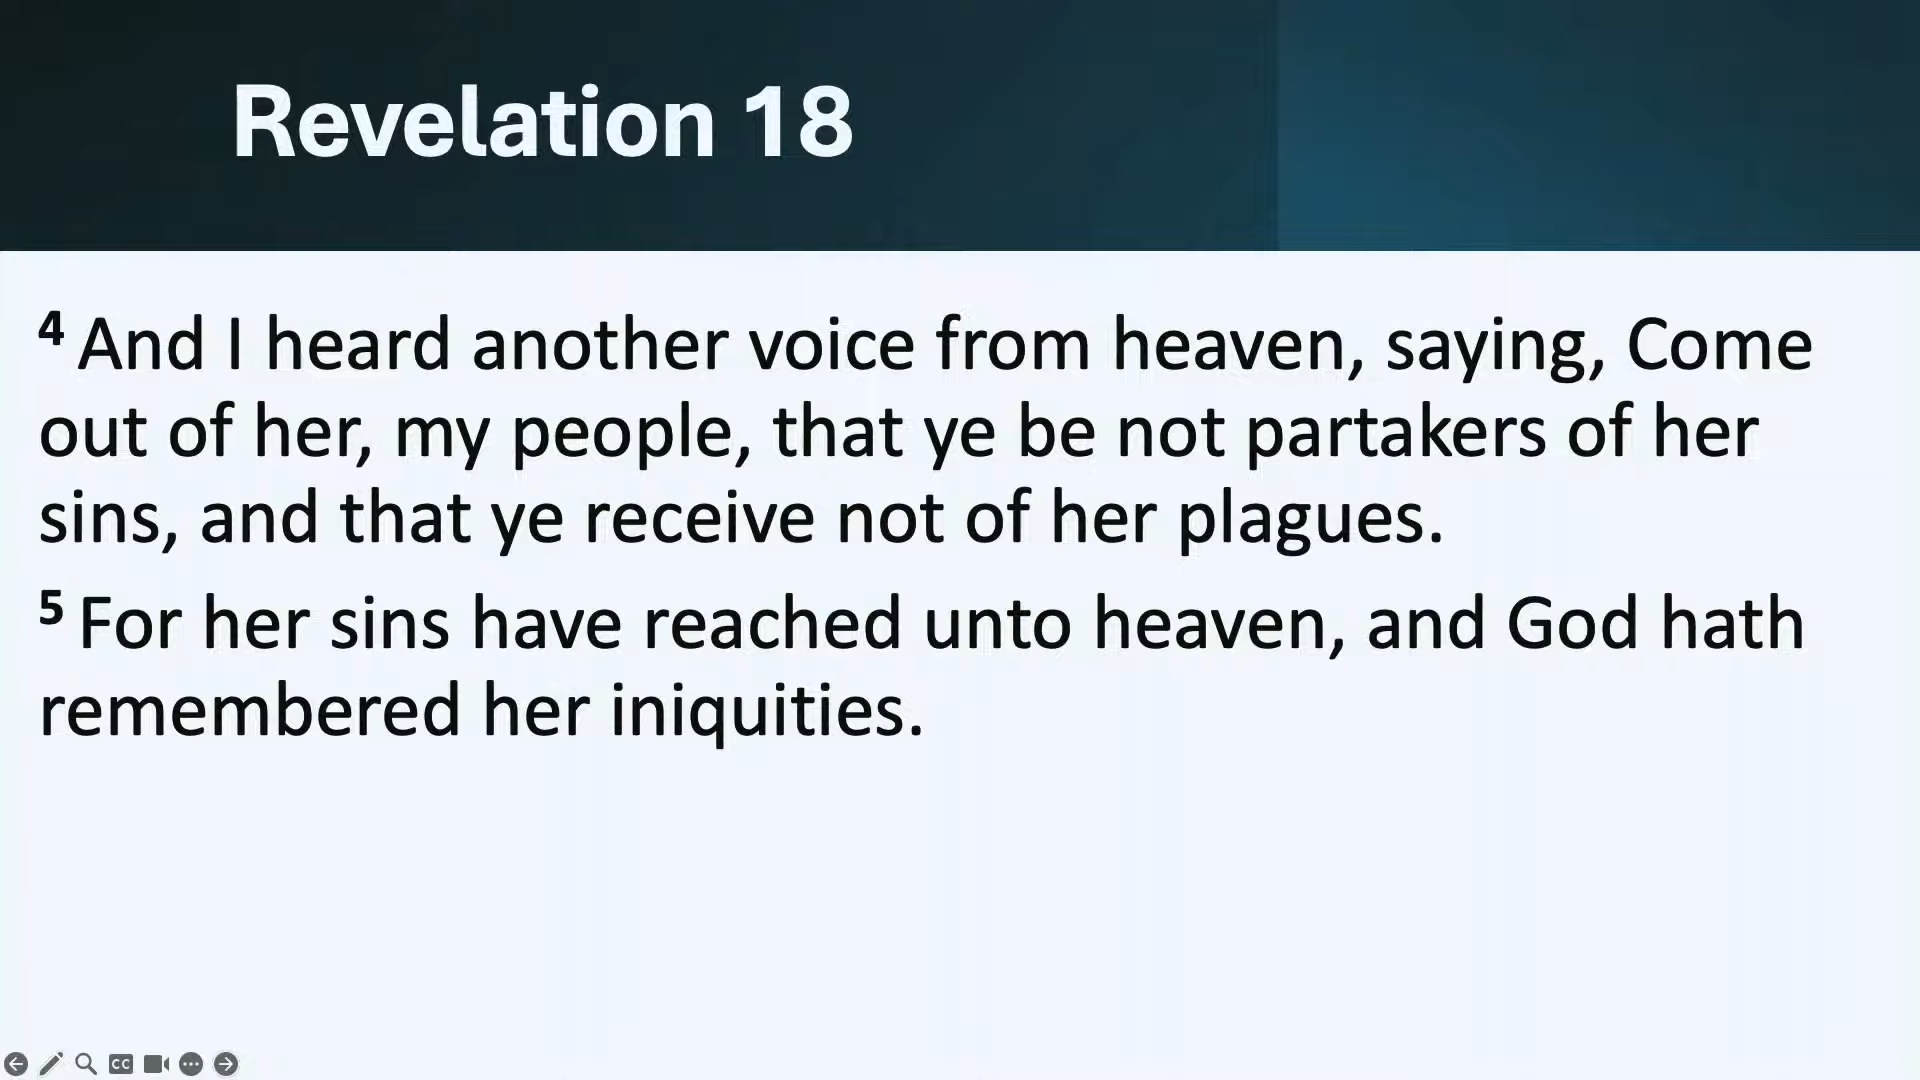 Revelation 18
4 And I heard another voice from heaven, saying, Come
out of her, my people, that ye be not partakers of her
sins, and that ye receive not of her plagues.
5 For her sins have reached unto heaven, and God hath
remembered her iniquities.
CC